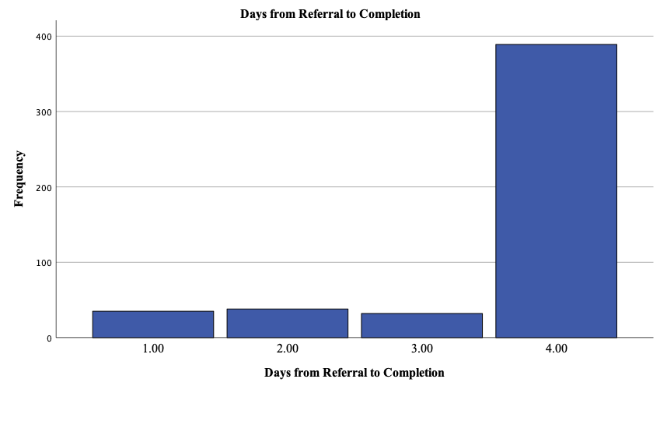 Days from Referral to Completion
400
300
200
100
0
Frequency
1.00 2.00 3.00 4.00
Days from Referral to Completion